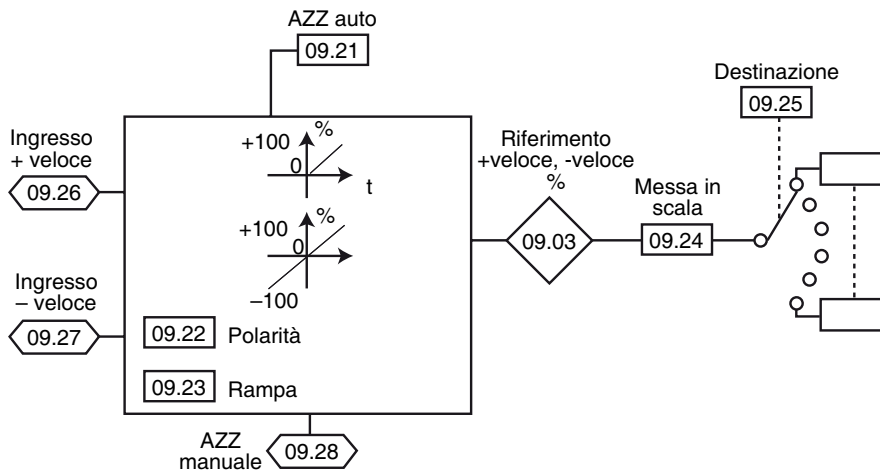 AZZ auto
09.21
Destinazione
09.25
Ingresso
+ veloce
09.26
+100
%
0
t
+100
%
0
−100
Riferimento
+veloce, -veloce
%
09.03
Messa in
scala
09.24
Ingresso
– veloce
09.27
09.22 Polarità
09.23 Rampa
AZZ
manuale
09.28